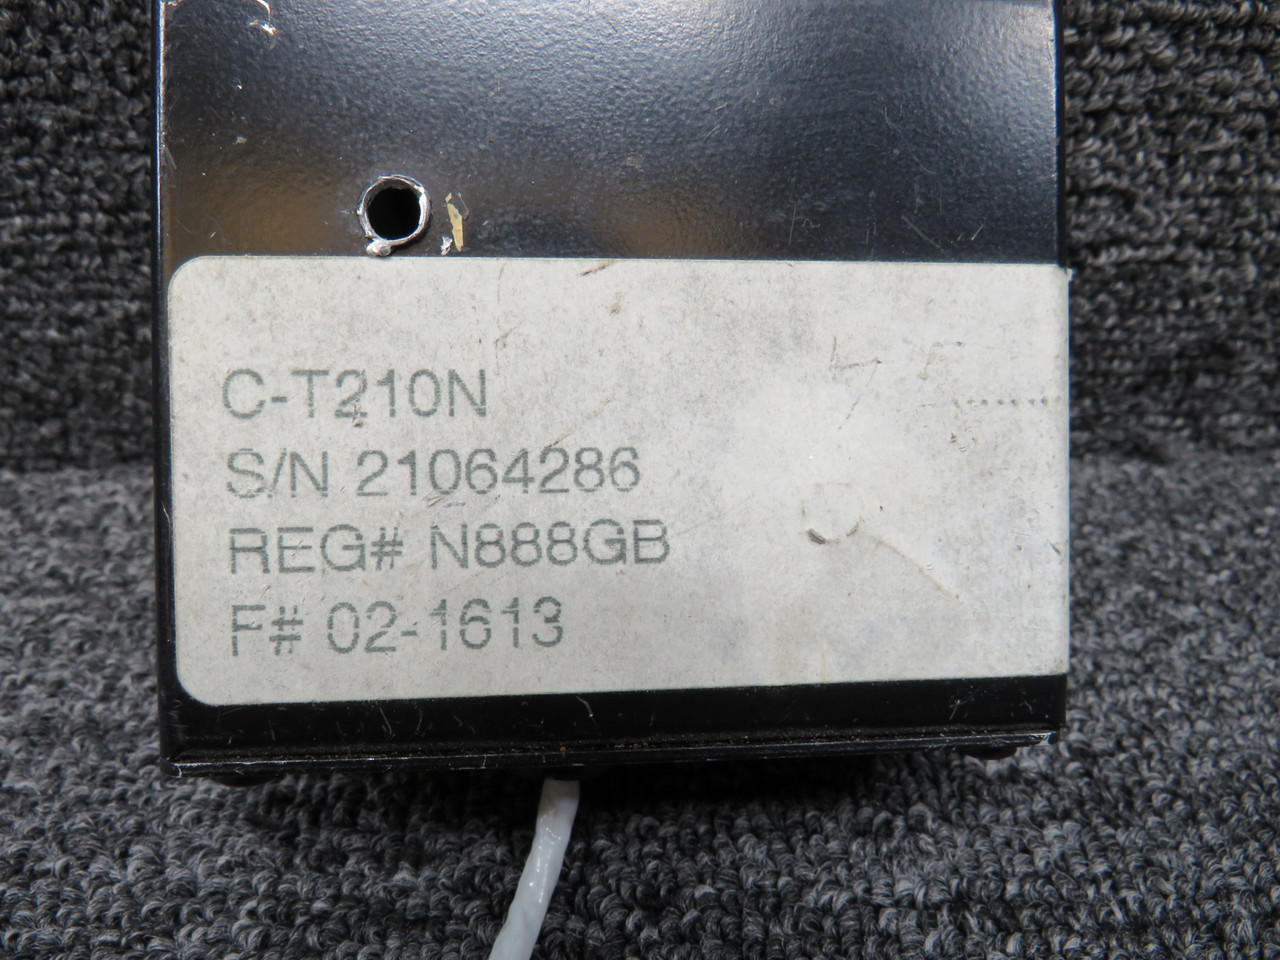 C-T210N
S/N 21064286
REG# N888GB
F# 02-1613